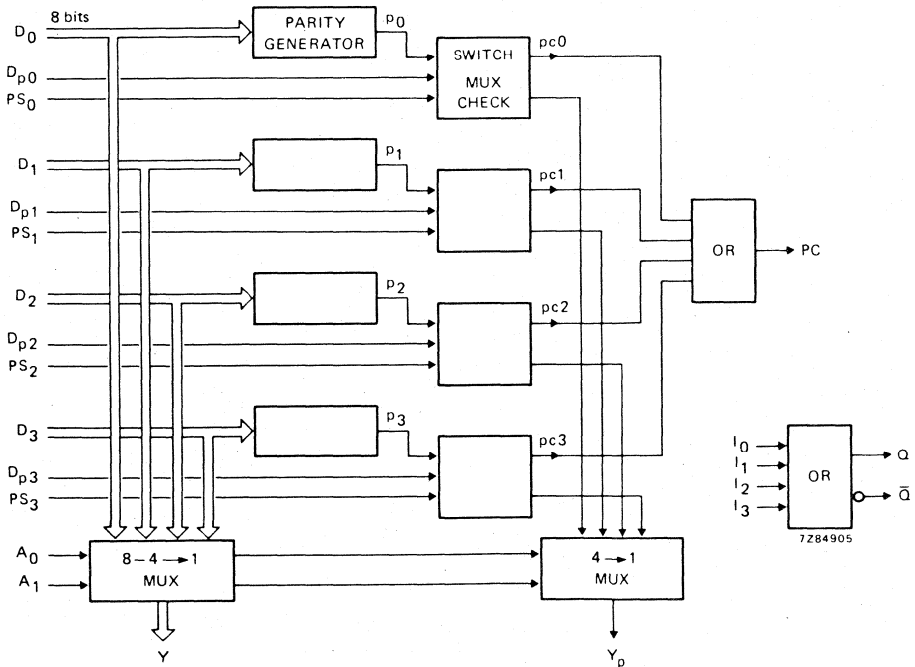 8 bits
D0
PARITY
GENERATOR
p0
SWITCH
MUX
CHECK
pc0
Dp0
PS0
D1
p1
pc1
Dp1
PS1
OR
PC
D2
p2
pc2
Dp2
PS2
D3
p3
pc3
Dp3
PS3
I0
I1
I2
I3
OR
Q
Q̄
7Z84905
A0
A1
8–4→1
MUX
4→1
MUX
Y
Yp